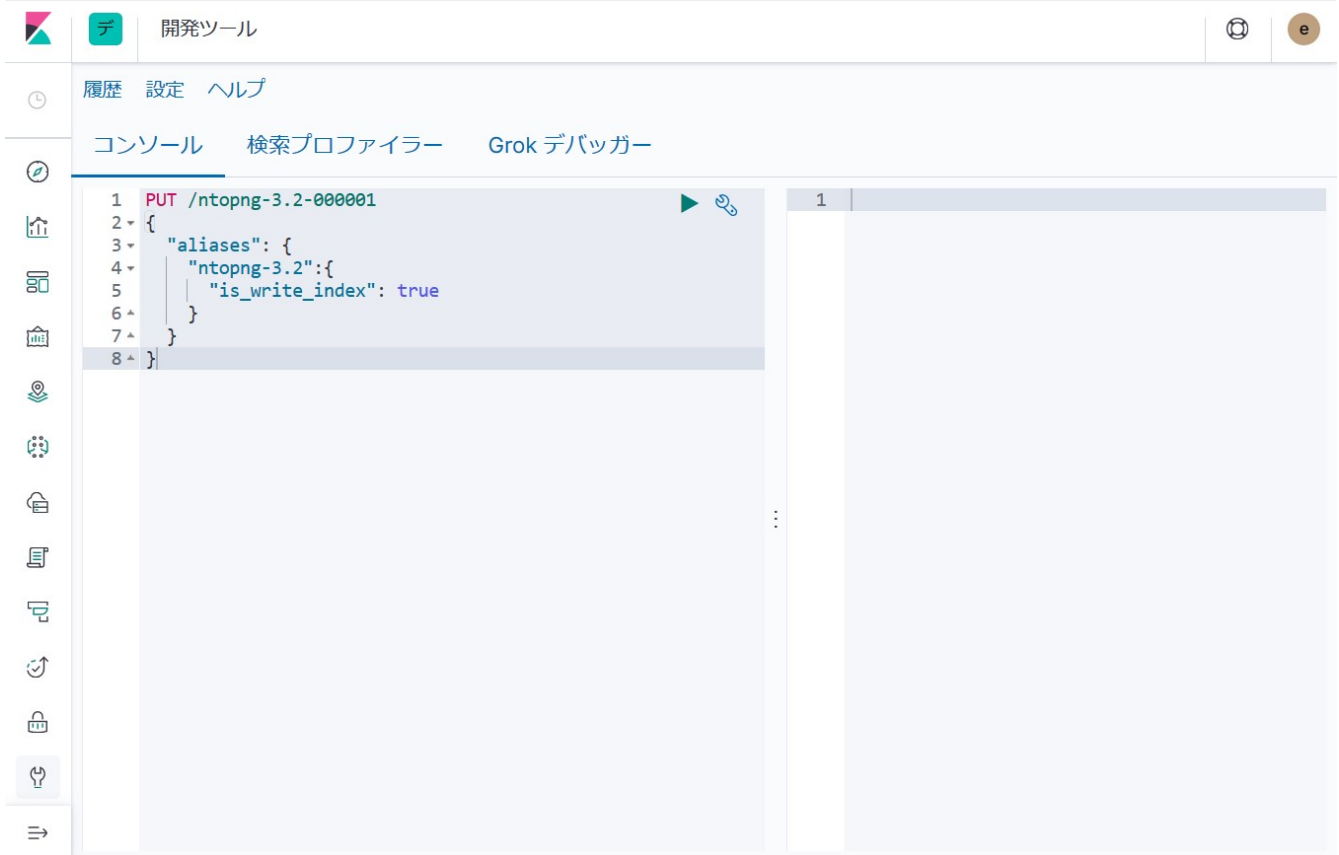 デ 開発ツール e
履歴 設定 ヘルプ
コンソール 検索プロファイラー Grok デバッガー
1 PUT /ntopng-3.2-000001
2 {
3 "aliases": {
4 "ntopng-3.2":{
5 "is_write_index": true
6 }
7 }
8 }
1